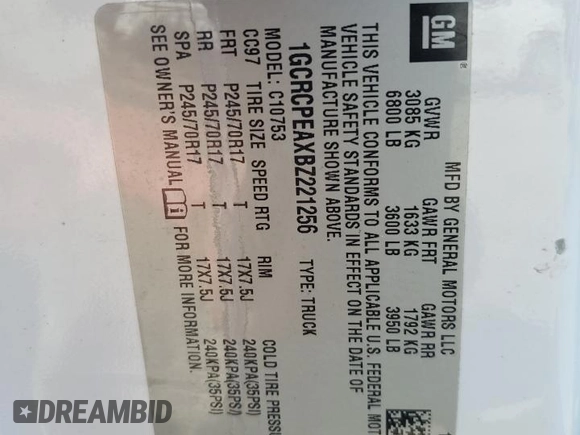 GM
MFD BY GENERAL MOTORS LLC
GVWR GAWR FRT GAWR RR
3085 KG 1633 KG 1792 KG
6800 LB 3600 LB 3950 LB
THIS VEHICLE CONFORMS TO ALL APPLICABLE U.S. FEDERAL MOT
VEHICLE SAFETY STANDARDS IN EFFECT ON THE DATE OF
MANUFACTURE SHOWN ABOVE.
1GCRCPEAXBZ221256 TYPE: TRUCK
MODEL: C10753
CC97 TIRE SIZE SPEED RTG RIM COLD TIRE PRESSU
FRT P245/70R17 T 17X7.5J 240KPA(35PSI)
RR P245/70R17 T 17X7.5J 240KPA(35PSI)
SPA P245/70R17 T 17X7.5J 240KPA(35PSI)
SEE OWNER'S MANUAL FOR MORE INFORMATION.
DREAMBID